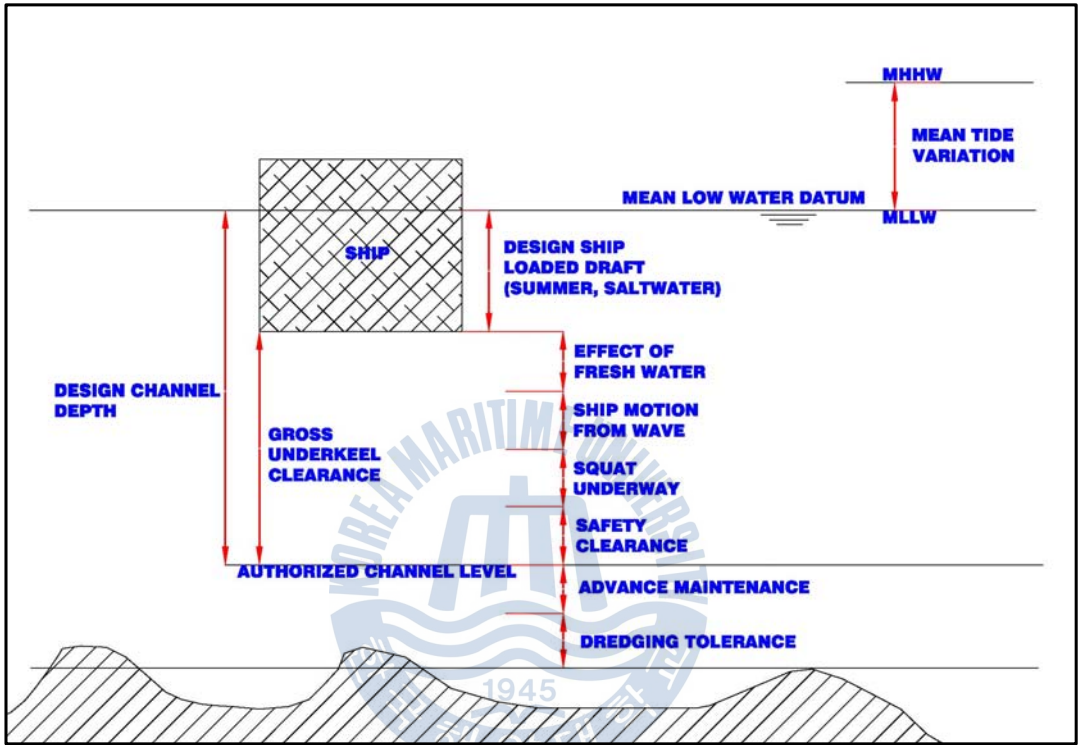 MHHW
MEAN TIDE
VARIATION
MEAN LOW WATER DATUM
MLLW
SHIP
DESIGN SHIP
LOADED DRAFT
(SUMMER, SALTWATER)
EFFECT OF
FRESH WATER
DESIGN CHANNEL
DEPTH
SHIP MOTION
FROM WAVE
GROSS
UNDERKEEL
CLEARANCE
SQUAT
UNDERWAY
SAFETY
CLEARANCE
AUTHORIZED CHANNEL LEVEL
ADVANCE MAINTENANCE
DREDGING TOLERANCE
KOREA MARITIME UNIVERSITY
1945